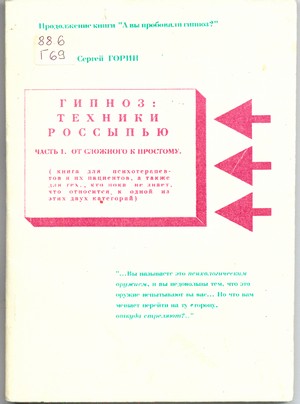 Продолжение книги "А вы пробовали гипноз?"
88.6
Г69
Сергей ГОРИН
ГИПНОЗ:
ТЕХНИКИ
РОССЫПЬЮ
ЧАСТЬ 1. ОТ СЛОЖНОГО К ПРОСТОМУ.
( книга для психотерапев-
тов и их пациентов, а также
для тех, кто пока не знает,
что относится к одной из
этих двух категорий)
"...Вы называете это психологическим
оружием, и вы недовольны тем, что это
оружие испытывают на вас... Но что вам
мешает перейти на ту сторону,
откуда стреляют?.."